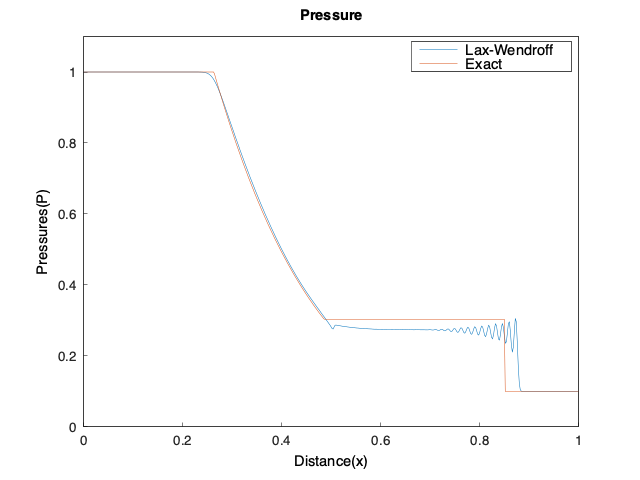 Pressure
Lax-Wendroff
Exact
Pressures(P)
1
0.8
0.6
0.4
0.2
0
0 0.2 0.4 0.6 0.8 1
Distance(x)